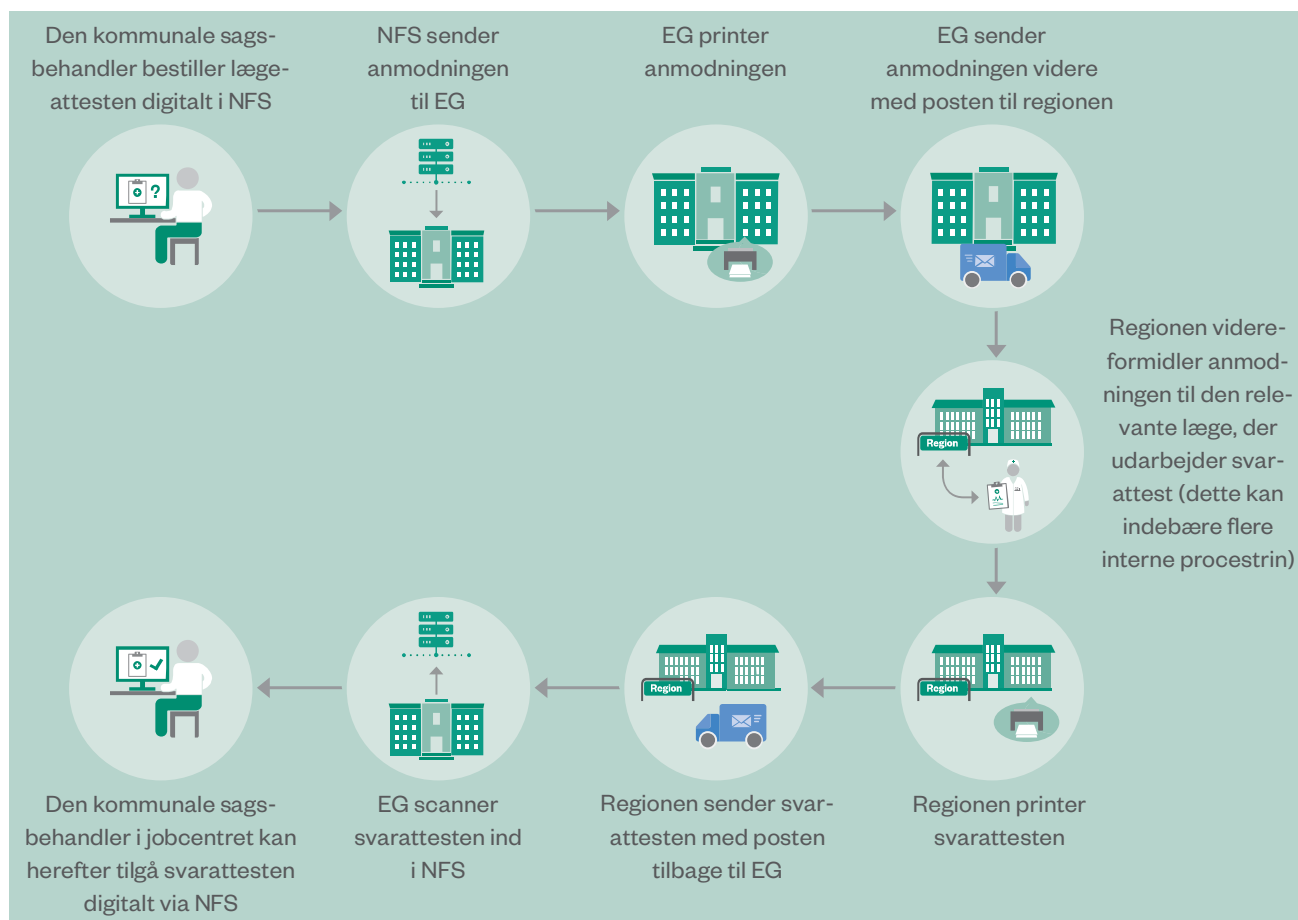 Den kommunale sags-
behandler bestiller læge-
attesten digitalt i NFS
NFS sender
anmodningen
til EG
EG printer
anmodningen
EG sender
anmodningen videre
med posten til regionen
?
Regionen videre-
formidler anmod-
ningen til den rele-
vante læge, der
udarbejder svar-
attest (dette kan
indebære flere
interne procestrin)
Region
Region
Regionen printer
svarattesten
Region
Regionen sender svar-
attesten med posten
tilbage til EG
EG scanner
svarattesten ind
i NFS
Den kommunale sags-
behandler i jobcentret kan
herefter tilgå svarattesten
digitalt via NFS